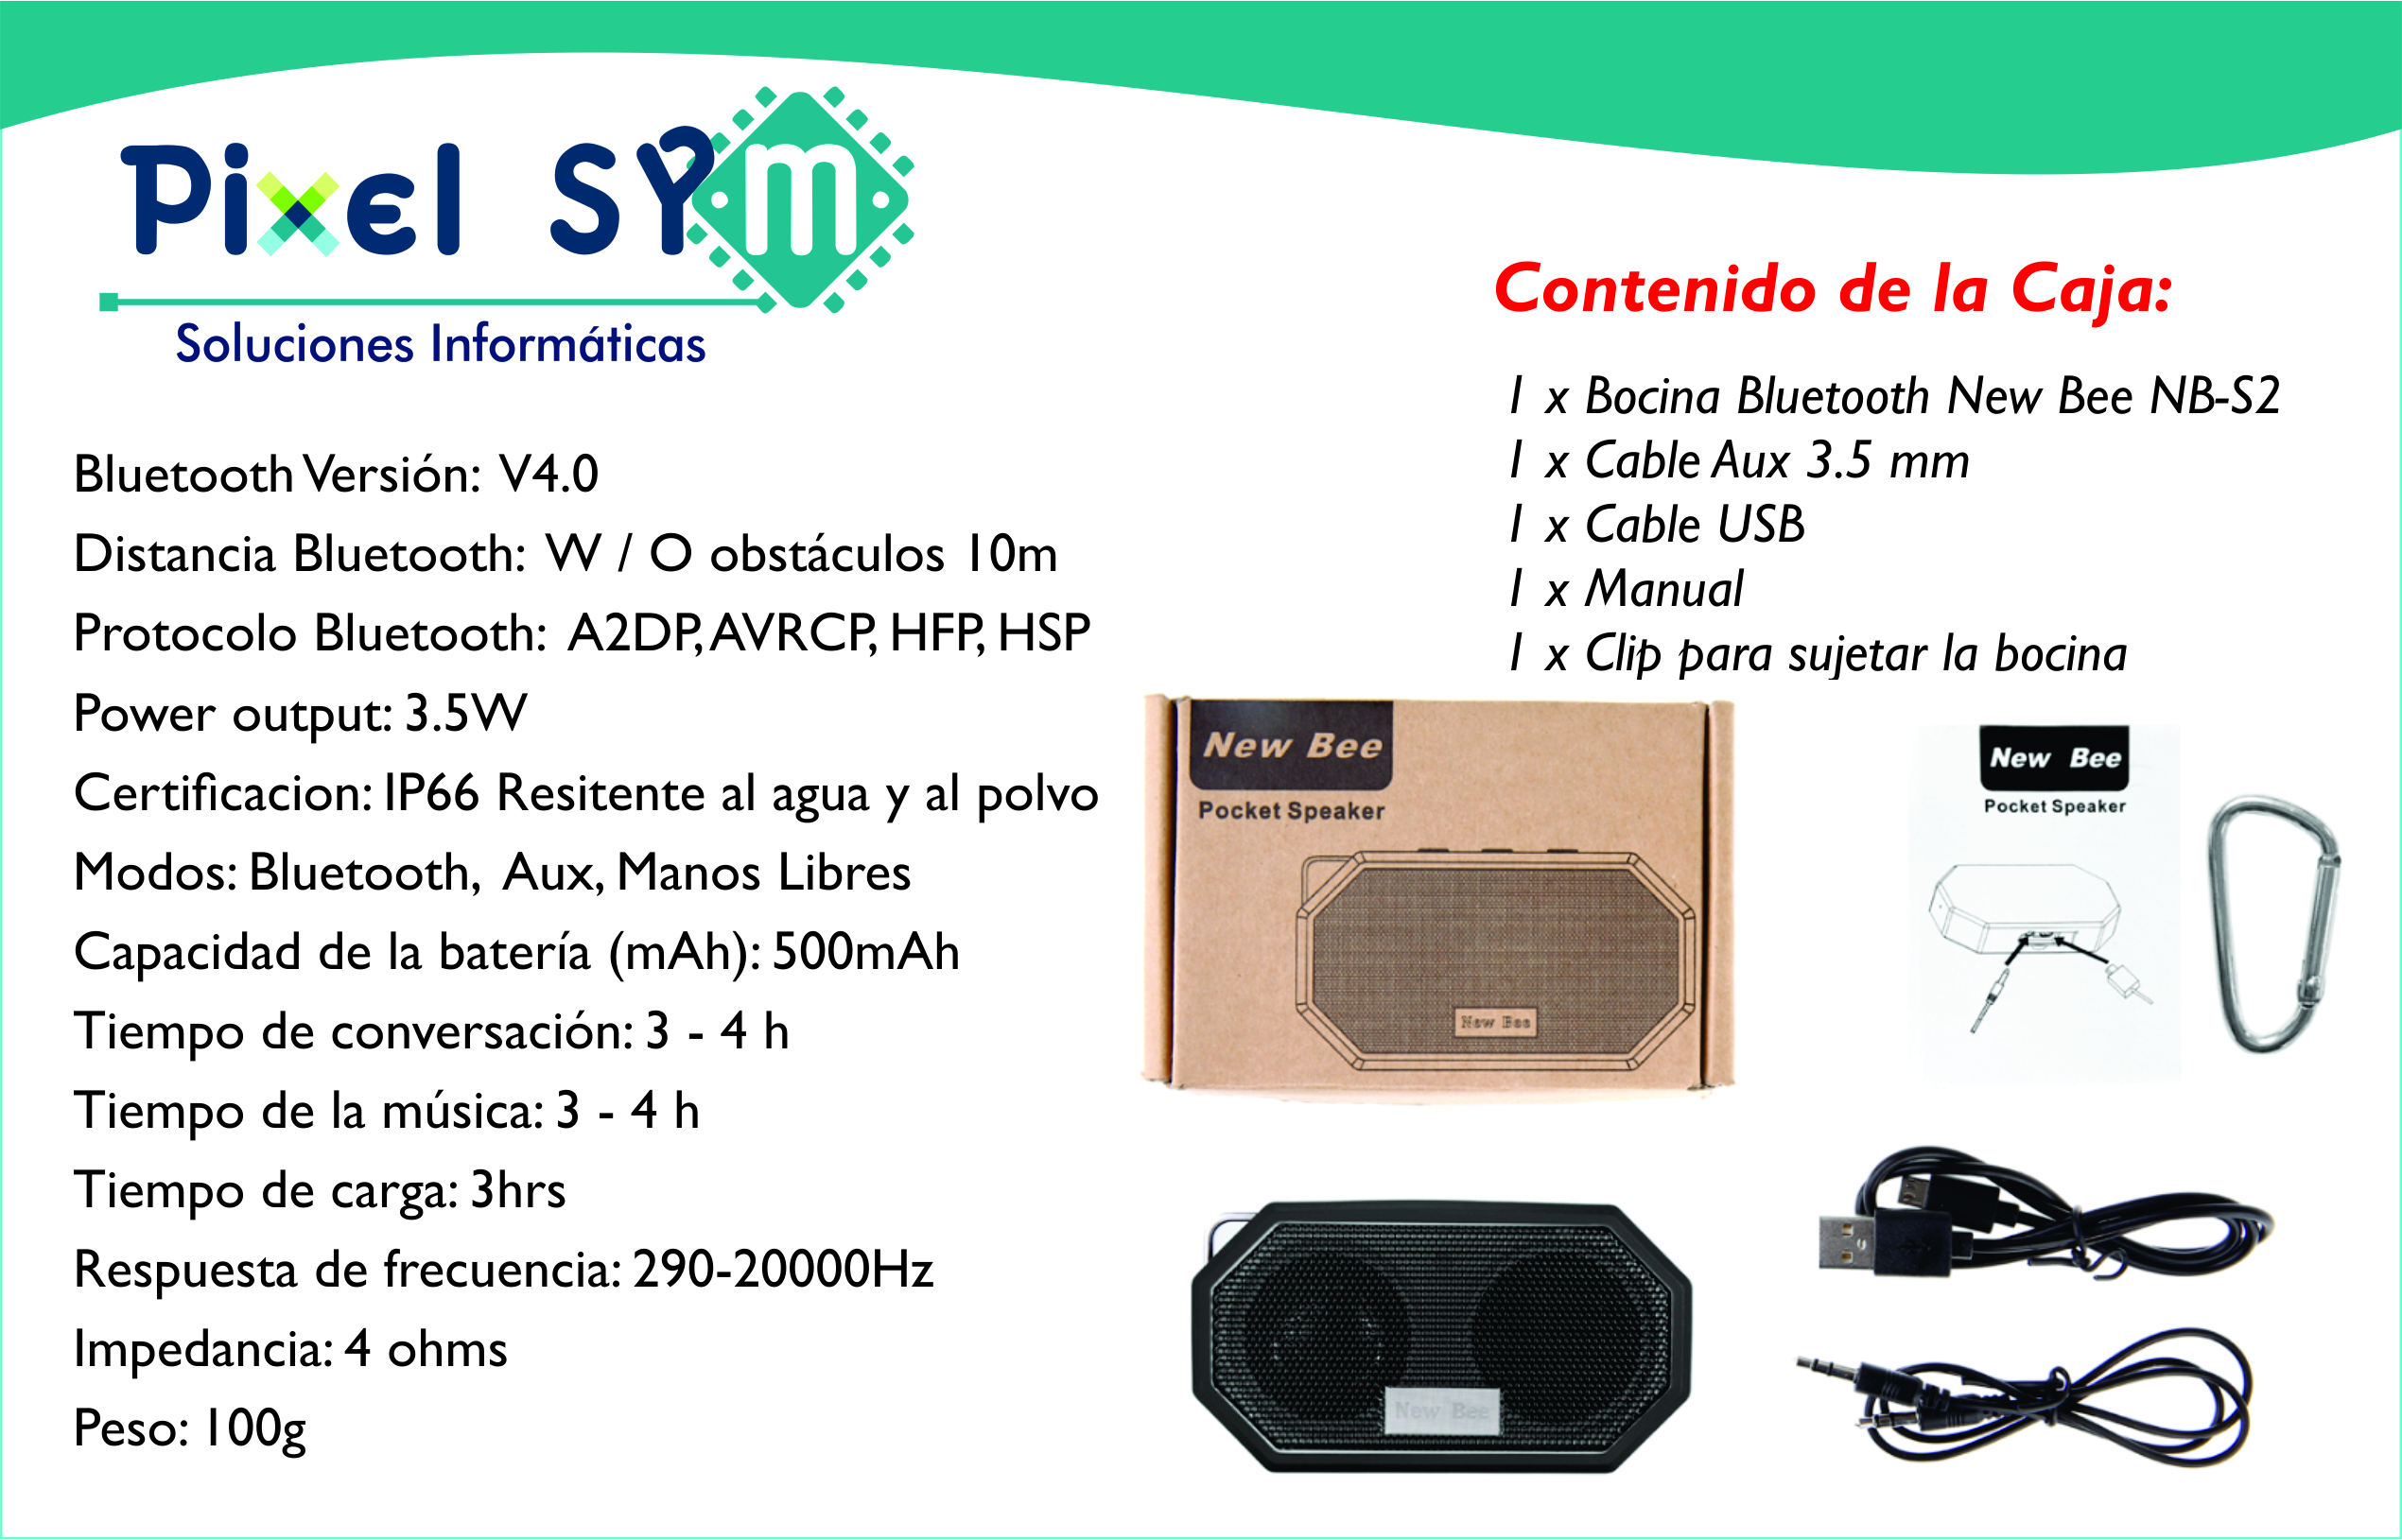 Pixel SYM
Soluciones Informáticas
Bluetooth Versión: V4.0
Distancia Bluetooth: W / O obstáculos 10m
Protocolo Bluetooth: A2DP, AVRCP, HFP, HSP
Power output: 3.5W
Certificacion: IP66 Resitente al agua y al polvo
Modos: Bluetooth, Aux, Manos Libres
Capacidad de la batería (mAh): 500mAh
Tiempo de conversación: 3 - 4 h
Tiempo de la música: 3 - 4 h
Tiempo de carga: 3hrs
Respuesta de frecuencia: 290-20000Hz
Impedancia: 4 ohms
Peso: 100g
Contenido de la Caja:
1 x Bocina Bluetooth New Bee NB-S2
1 x Cable Aux 3.5 mm
1 x Cable USB
1 x Manual
1 x Clip para sujetar la bocina
New Bee
Pocket Speaker
New Bee
New Bee
Pocket Speaker
New Bee